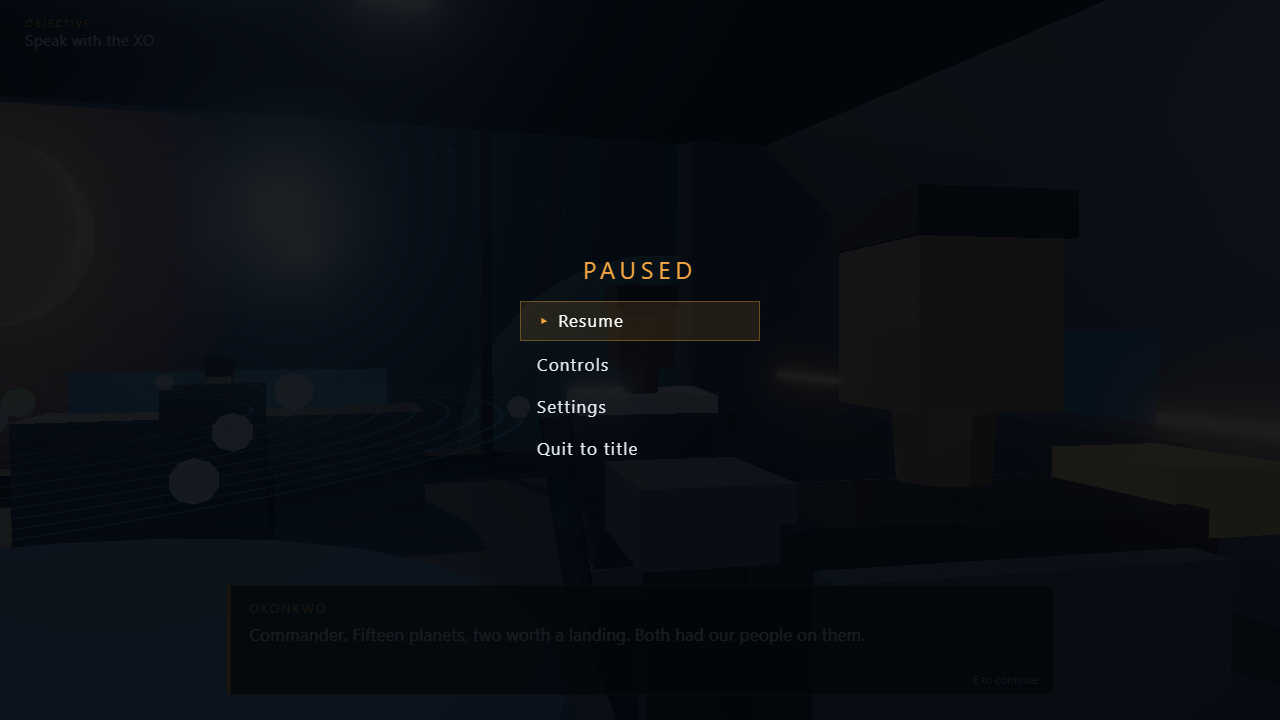 OBJECTIVE
Speak with the XO
PAUSED
Resume
Controls
Settings
Quit to title
OKONKWO
Commander. Fifteen planets, two worth a landing. Both had our people on them.
E to continue